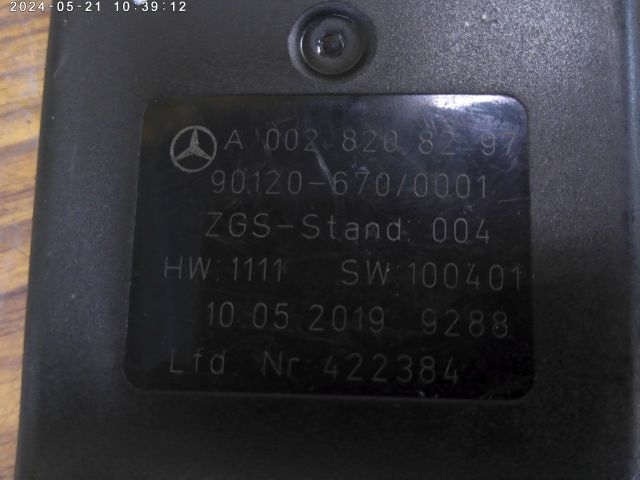 2024-05-21 10:39:12
A 002 820 82 97
90120-670/0001
ZGS-Stand: 004
HW:1111 SW:100401
10.05.2019 9288
Lfd. Nr:422384